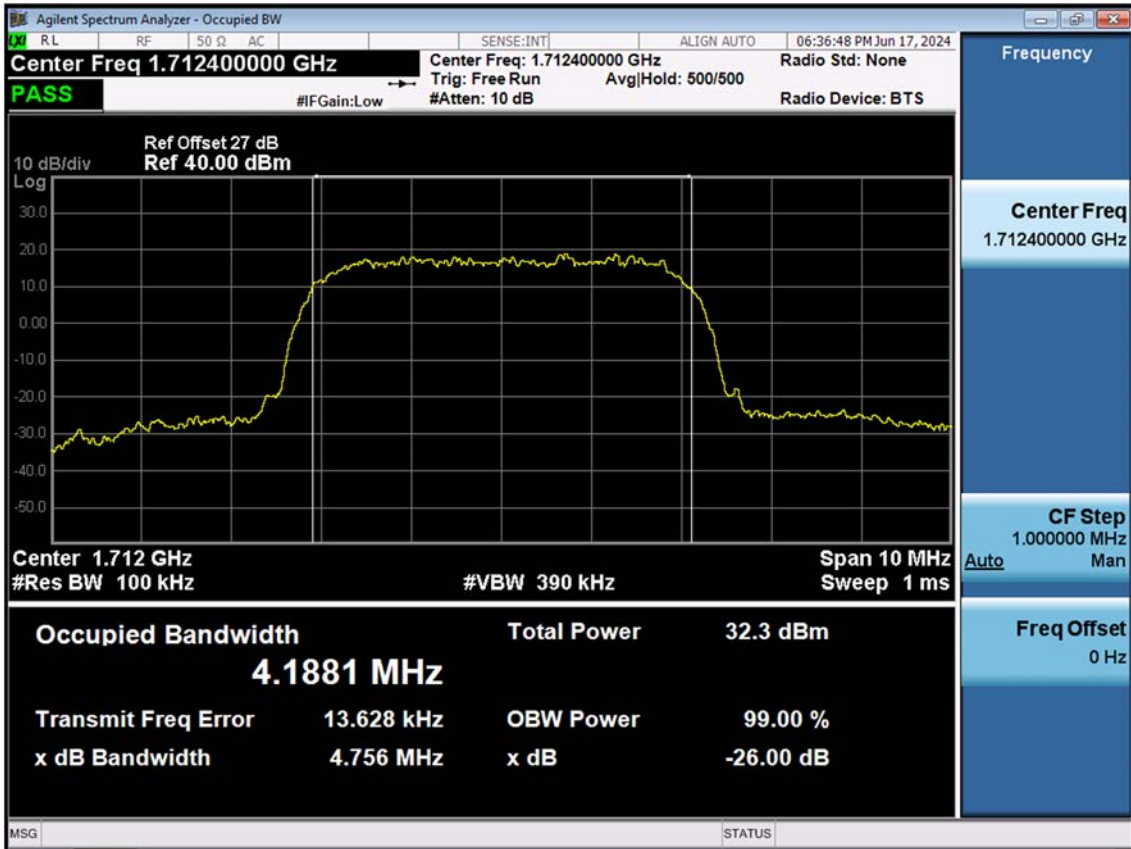 Agilent Spectrum Analyzer - Occupied BW
LXI RL RF 50 Ω AC SENSE:INT ALIGN AUTO 06:36:48 PM Jun 17, 2024
Center Freq 1.712400000 GHz
PASS
#IFGain:Low
Center Freq: 1.712400000 GHz
Trig: Free Run Avg|Hold: 500/500
#Atten: 10 dB
Radio Std: None
Radio Device: BTS
Ref Offset 27 dB
10 dB/div Ref 40.00 dBm
Log
30.0
20.0
10.0
0.00
-10.0
-20.0
-30.0
-40.0
-50.0
Center 1.712 GHz Span 10 MHz
#Res BW 100 kHz #VBW 390 kHz Sweep 1 ms
Occupied Bandwidth Total Power 32.3 dBm
4.1881 MHz
Transmit Freq Error 13.628 kHz OBW Power 99.00 %
x dB Bandwidth 4.756 MHz x dB -26.00 dB
MSG STATUS
Frequency
Center Freq
1.712400000 GHz
CF Step
1.000000 MHz
Auto Man
Freq Offset
0 Hz